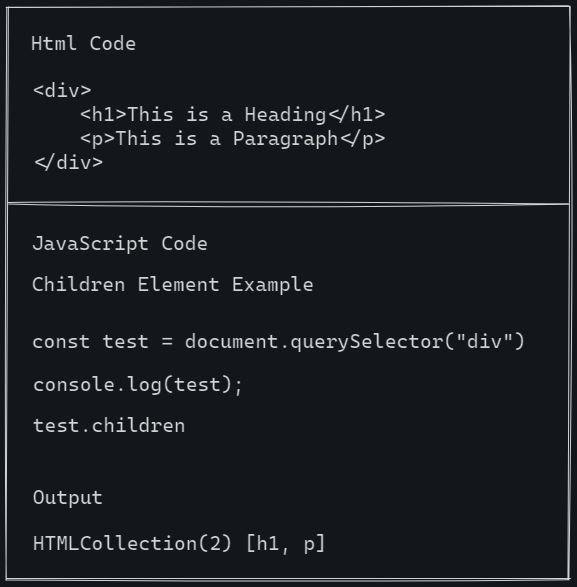 Html Code
<div>
    <h1>This is a Heading</h1>
    <p>This is a Paragraph</p>
</div>
JavaScript Code
Children Element Example
const test = document.querySelector("div")
console.log(test);
test.children
Output
HTMLCollection(2) [h1, p]